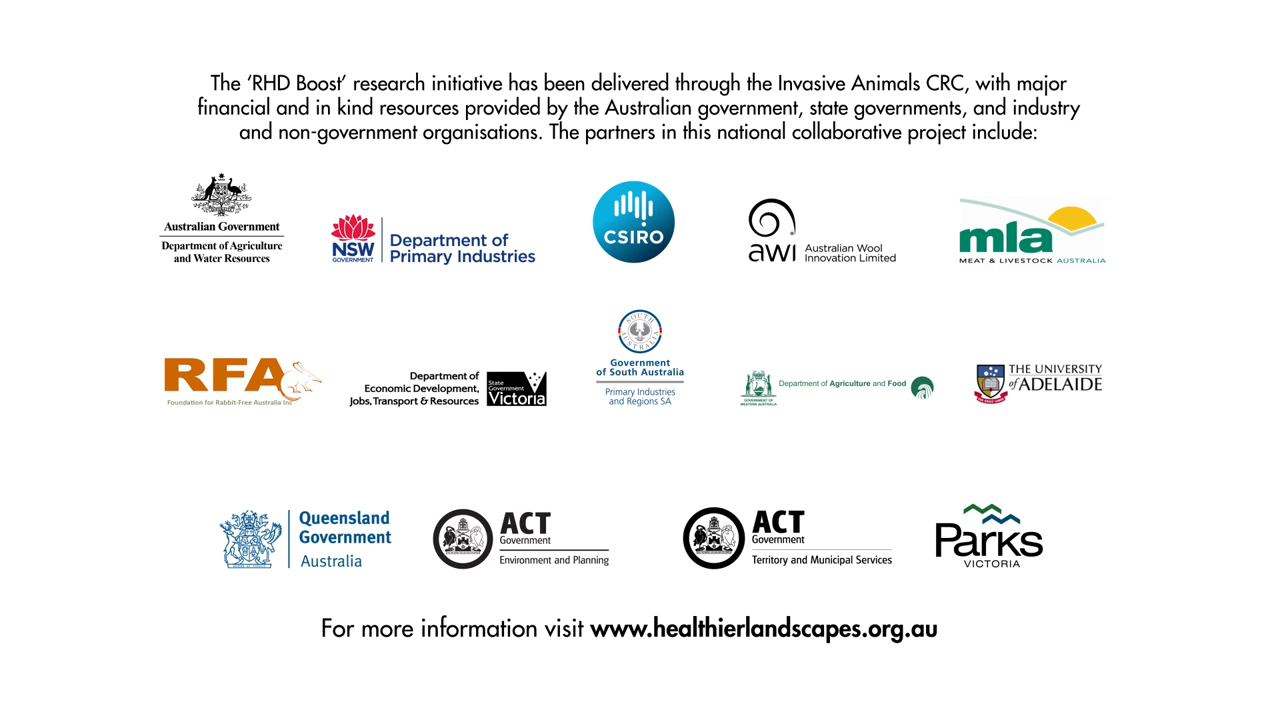 The ‘RHD Boost’ research initiative has been delivered through the Invasive Animals CRC, with major
financial and in kind resources provided by the Australian government, state governments, and industry
and non-government organisations. The partners in this national collaborative project include:
Australian Government
Department of Agriculture
and Water Resources
NSW
GOVERNMENT
Department of
Primary Industries
CSIRO
awi
Australian Wool
Innovation Limited
mla
MEAT & LIVESTOCK AUSTRALIA
RFA
Foundation for Rabbit-Free Australia Inc
Department of
Economic Development,
Jobs, Transport & Resources
State
Government
Victoria
SOUTH
AUSTRALIA
Government
of South Australia
Primary Industries
and Regions SA
GOVERNMENT OF
WESTERN AUSTRALIA
Department of Agriculture and Food
THE UNIVERSITY
of ADELAIDE
Queensland
Government
Australia
ACT
Government
Environment and Planning
ACT
Government
Territory and Municipal Services
Parks
VICTORIA
For more information visit www.healthierlandscapes.org.au